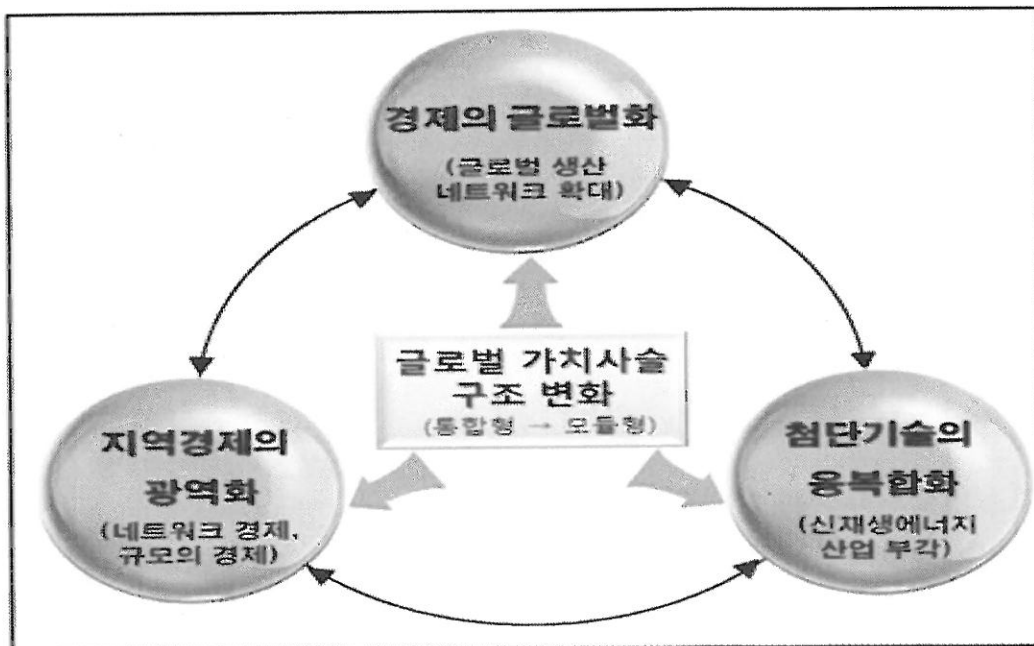 경제의 글로벌화
(글로벌 생산
네트워크 확대)
글로벌 가치사슬
구조 변화
(통합형 → 모듈형)
지역경제의
광역화
(네트워크 경제,
규모의 경제)
첨단기술의
융복합화
(신재생에너지
산업 부각)